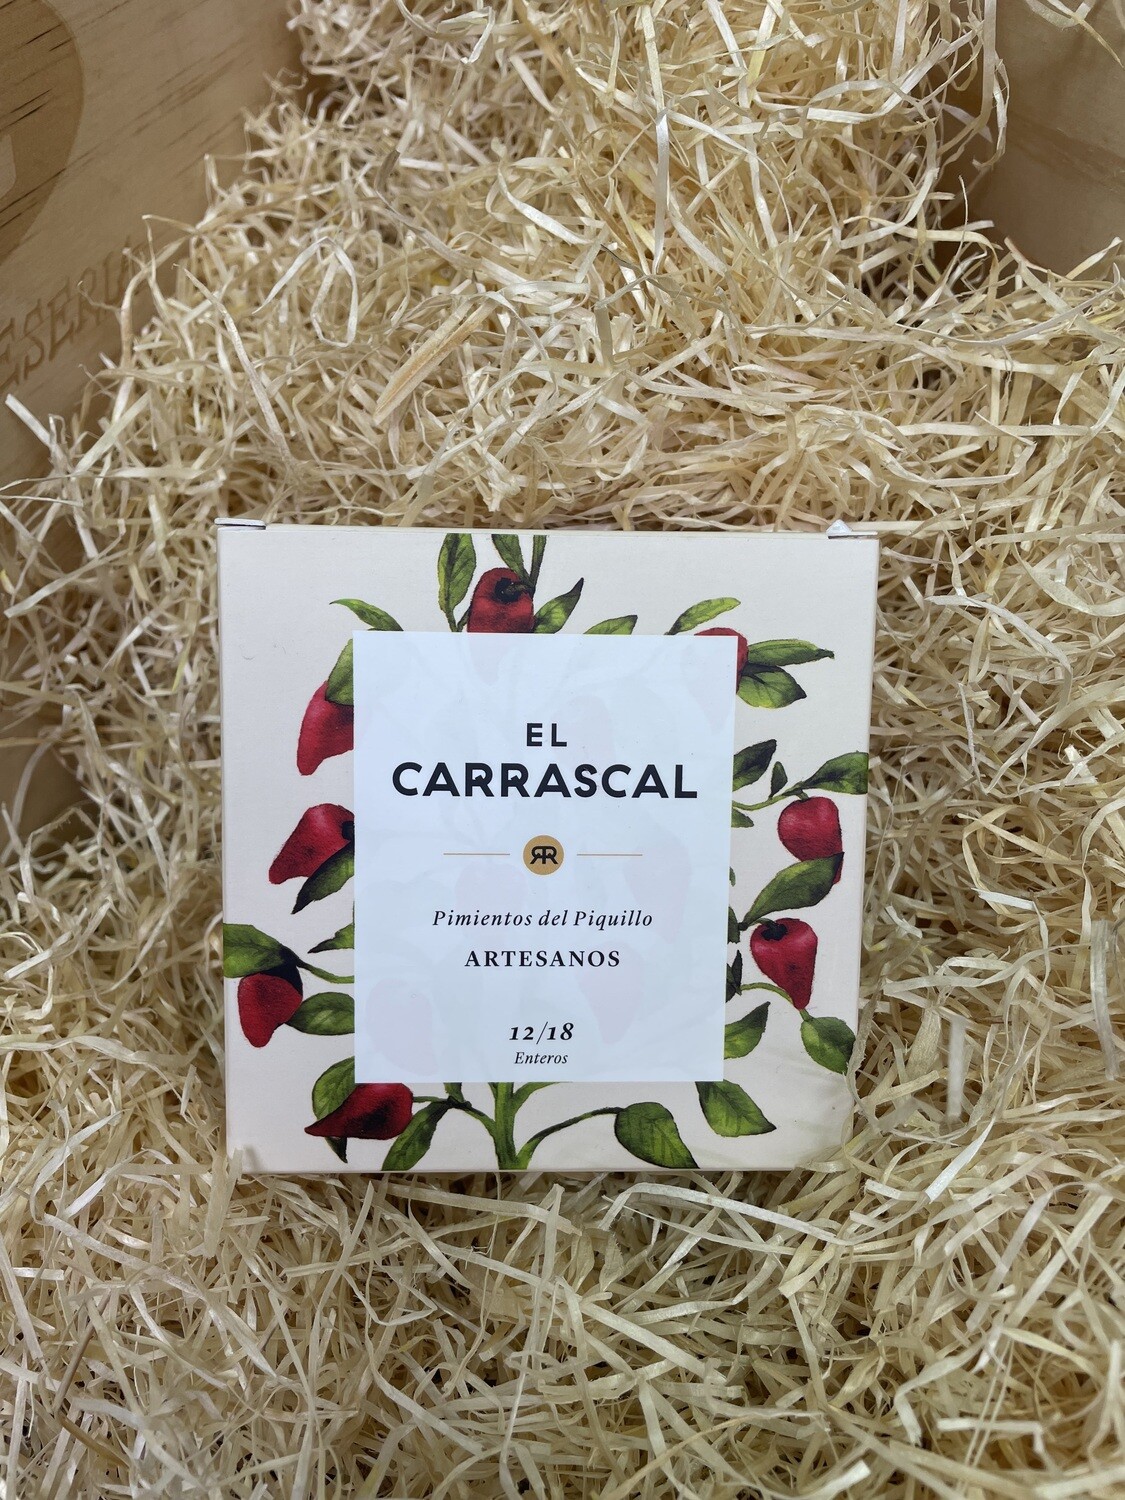 EL
CARRASCAL
RR
Pimientos del Piquillo
ARTESANOS
12/18
Enteros